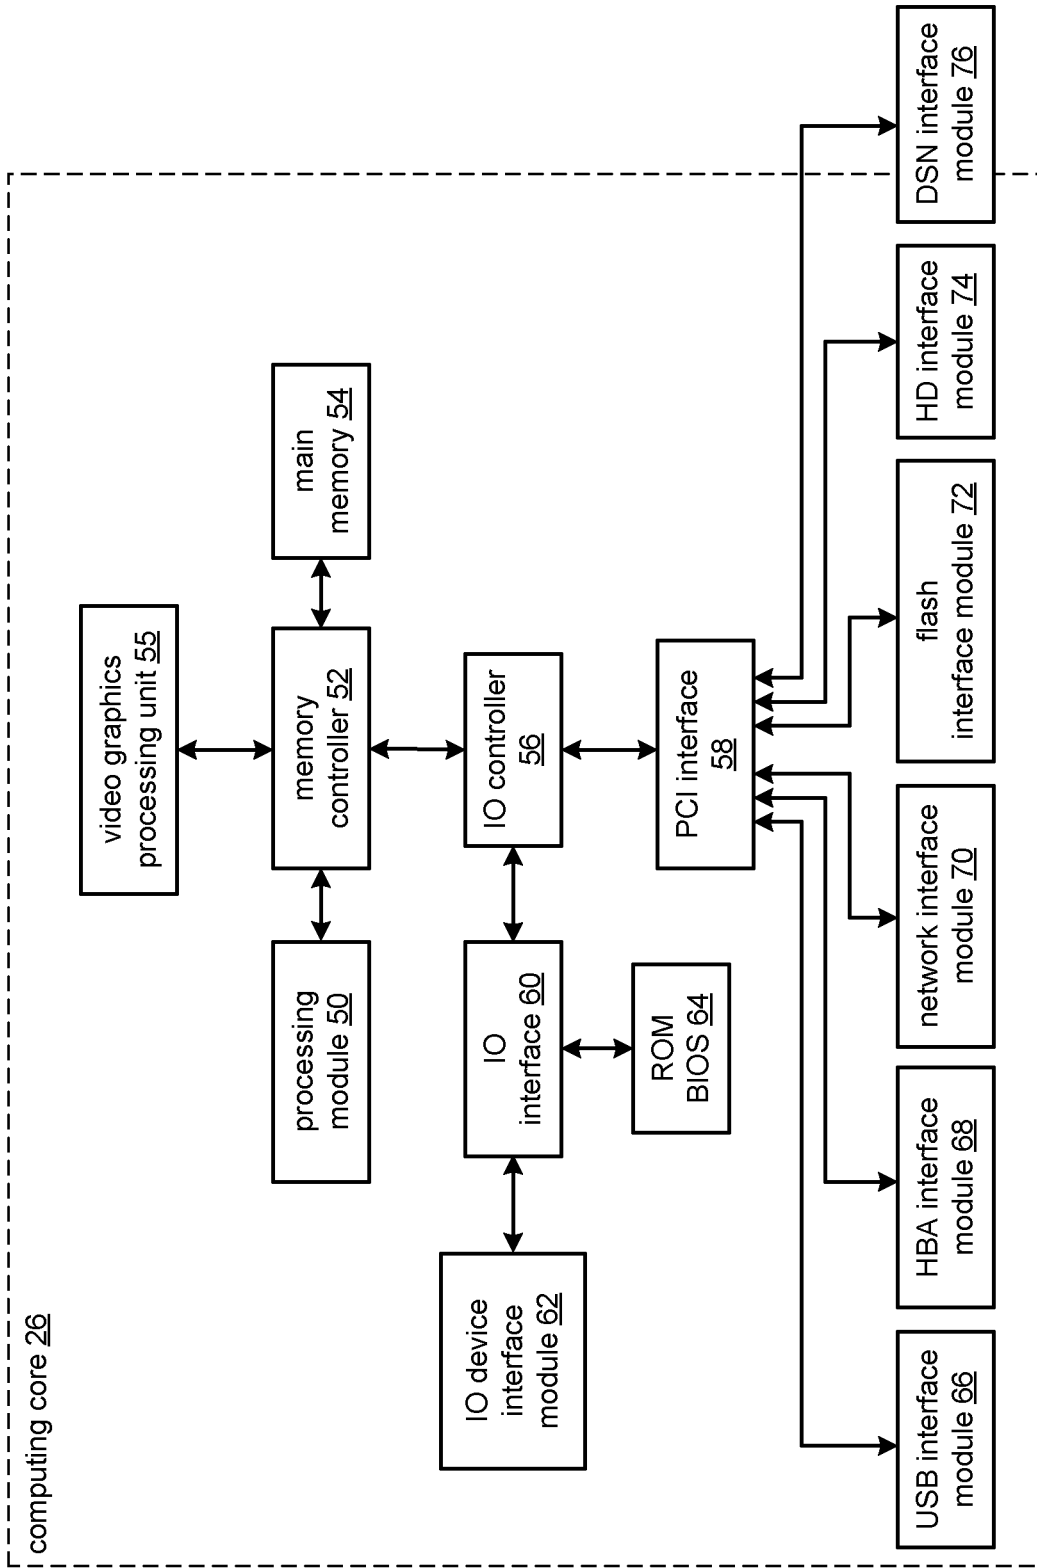 computing core 26
video graphics
processing unit 55
processing
module 50
memory
controller 52
main
memory 54
IO device
interface
module 62
IO
interface 60
IO controller
56
ROM
BIOS 64
PCI interface
58
USB interface
module 66
HBA interface
module 68
network interface
module 70
flash
interface module 72
HD interface
module 74
DSN interface
module 76